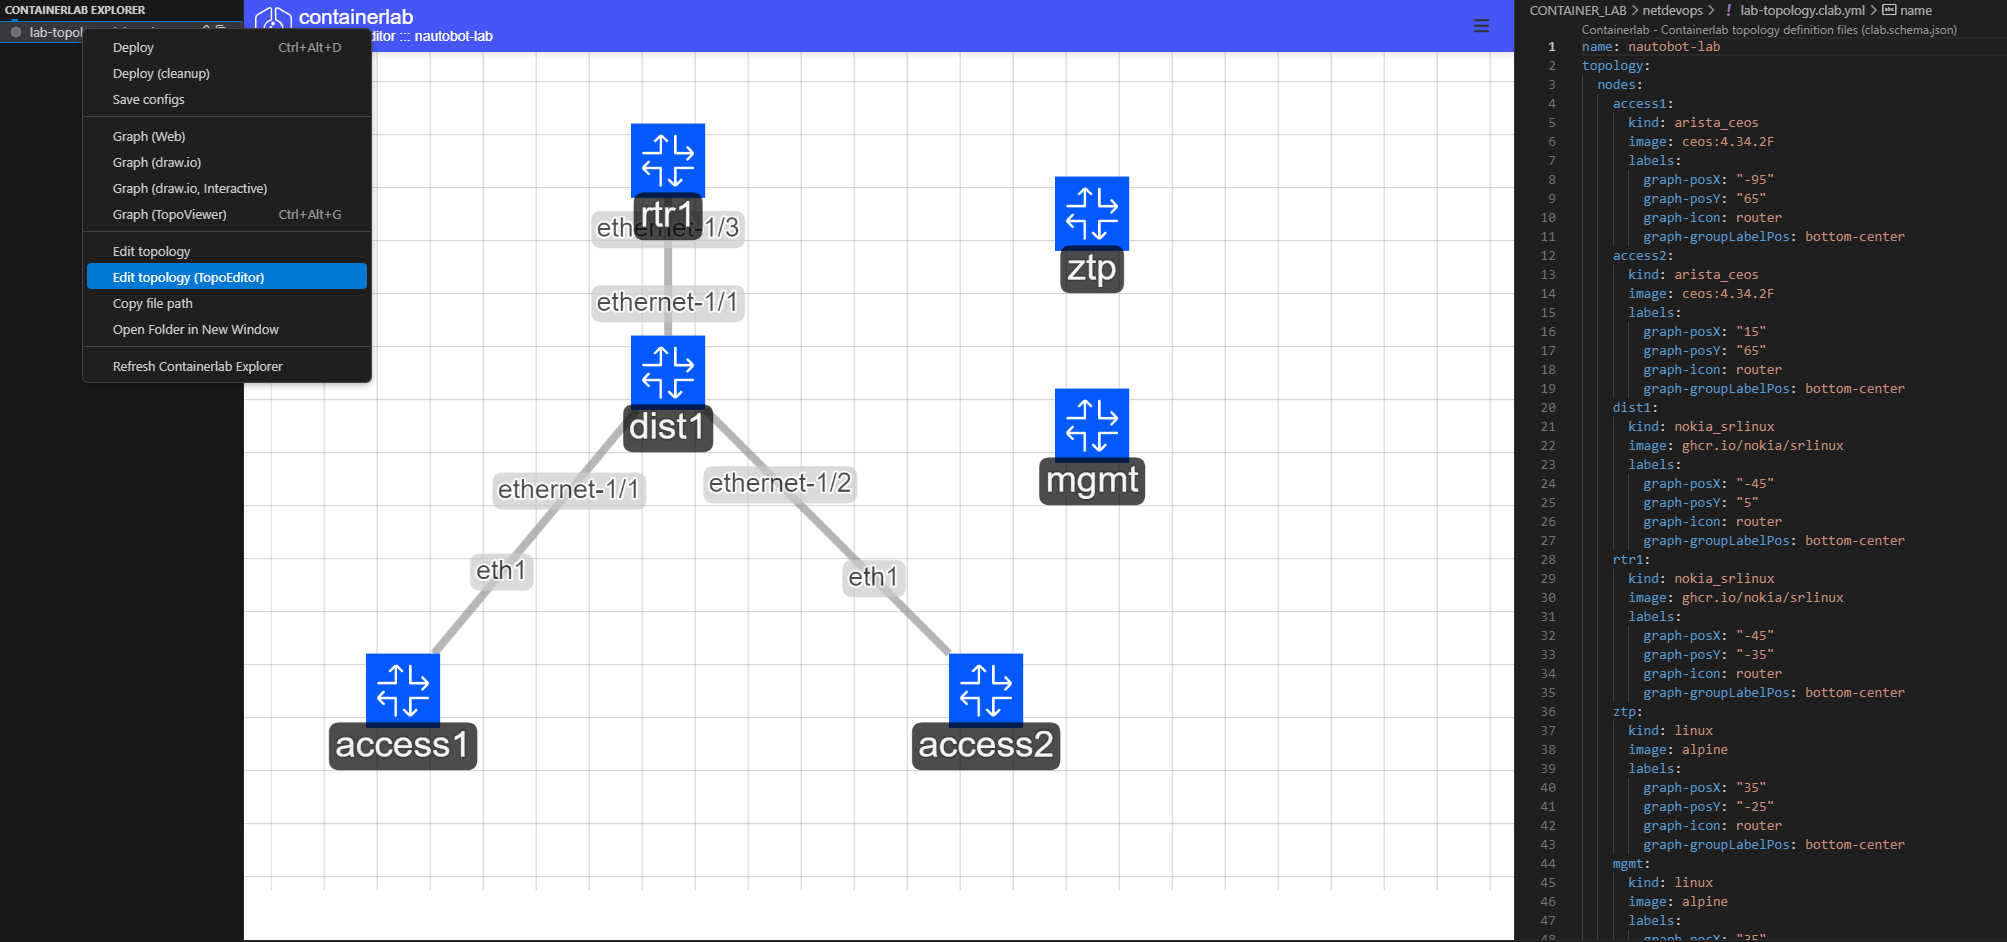 CONTAINERLAB EXPLORER
lab-topol
Deploy Ctrl+Alt+D
Deploy (cleanup)
Save configs
Graph (Web)
Graph (draw.io)
Graph (draw.io, Interactive)
Graph (TopoViewer) Ctrl+Alt+G
Edit topology
Edit topology (TopoEditor)
Copy file path
Open Folder in New Window
Refresh Containerlab Explorer
containerlab
ditor ::: nautobot-lab
rtr1
ethernet-1/3
ethernet-1/1
dist1
ethernet-1/1
ethernet-1/2
eth1
eth1
access1
access2
ztp
mgmt
CONTAINER_LAB > netdevops > ! lab-topology.clab.yml > abc name
Containerlab - Containerlab topology definition files (clab.schema.json)
1 name: nautobot-lab
2 topology:
3 nodes:
4 access1:
5 kind: arista_ceos
6 image: ceos:4.34.2F
7 labels:
8 graph-posX: "-95"
9 graph-posY: "65"
10 graph-icon: router
11 graph-groupLabelPos: bottom-center
12 access2:
13 kind: arista_ceos
14 image: ceos:4.34.2F
15 labels:
16 graph-posX: "15"
17 graph-posY: "65"
18 graph-icon: router
19 graph-groupLabelPos: bottom-center
20 dist1:
21 kind: nokia_srlinux
22 image: ghcr.io/nokia/srlinux
23 labels:
24 graph-posX: "-45"
25 graph-posY: "5"
26 graph-icon: router
27 graph-groupLabelPos: bottom-center
28 rtr1:
29 kind: nokia_srlinux
30 image: ghcr.io/nokia/srlinux
31 labels:
32 graph-posX: "-45"
33 graph-posY: "-35"
34 graph-icon: router
35 graph-groupLabelPos: bottom-center
36 ztp:
37 kind: linux
38 image: alpine
39 labels:
40 graph-posX: "35"
41 graph-posY: "-25"
42 graph-icon: router
43 graph-groupLabelPos: bottom-center
44 mgmt:
45 kind: linux
46 image: alpine
47 labels:
48 graph-posX: "35"